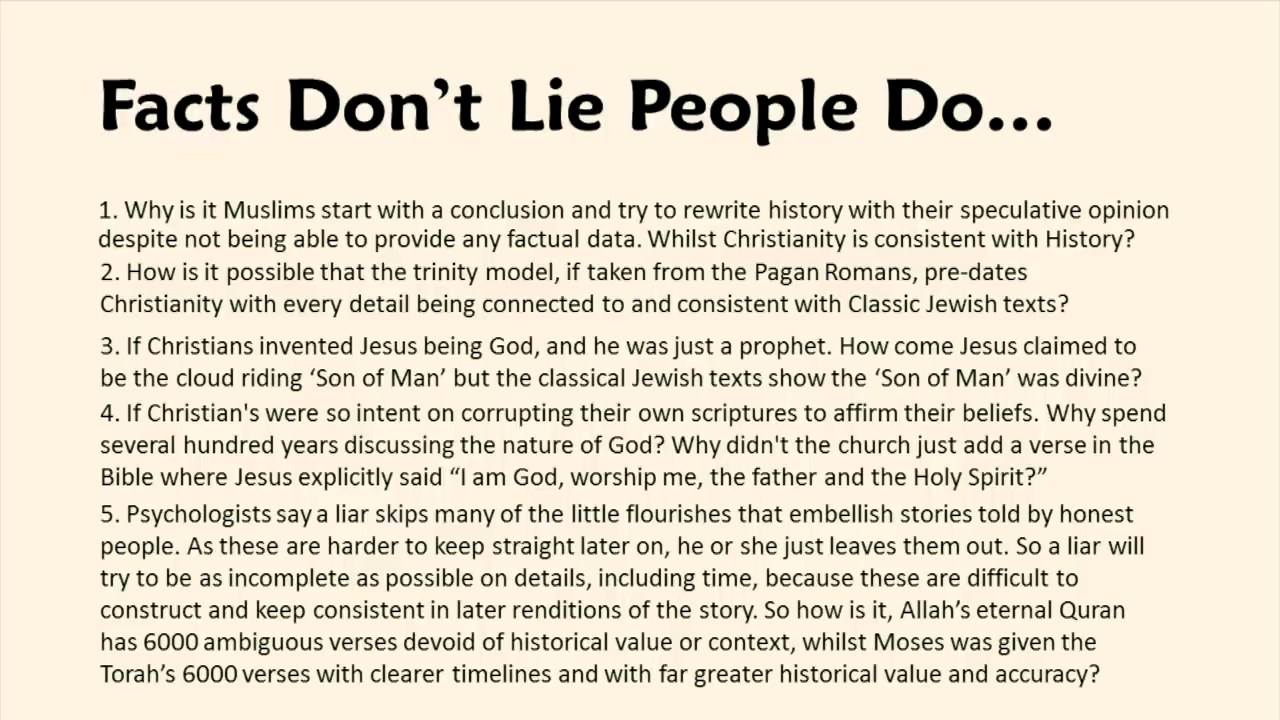 Facts Don’t Lie People Do...
1. Why is it Muslims start with a conclusion and try to rewrite history with their speculative opinion
despite not being able to provide any factual data. Whilst Christianity is consistent with History?
2. How is it possible that the trinity model, if taken from the Pagan Romans, pre-dates
Christianity with every detail being connected to and consistent with Classic Jewish texts?
3. If Christians invented Jesus being God, and he was just a prophet. How come Jesus claimed to
be the cloud riding ‘Son of Man’ but the classical Jewish texts show the ‘Son of Man’ was divine?
4. If Christian's were so intent on corrupting their own scriptures to affirm their beliefs. Why spend
several hundred years discussing the nature of God? Why didn't the church just add a verse in the
Bible where Jesus explicitly said “I am God, worship me, the father and the Holy Spirit?”
5. Psychologists say a liar skips many of the little flourishes that embellish stories told by honest
people. As these are harder to keep straight later on, he or she just leaves them out. So a liar will
try to be as incomplete as possible on details, including time, because these are difficult to
construct and keep consistent in later renditions of the story. So how is it, Allah’s eternal Quran
has 6000 ambiguous verses devoid of historical value or context, whilst Moses was given the
Torah’s 6000 verses with clearer timelines and with far greater historical value and accuracy?